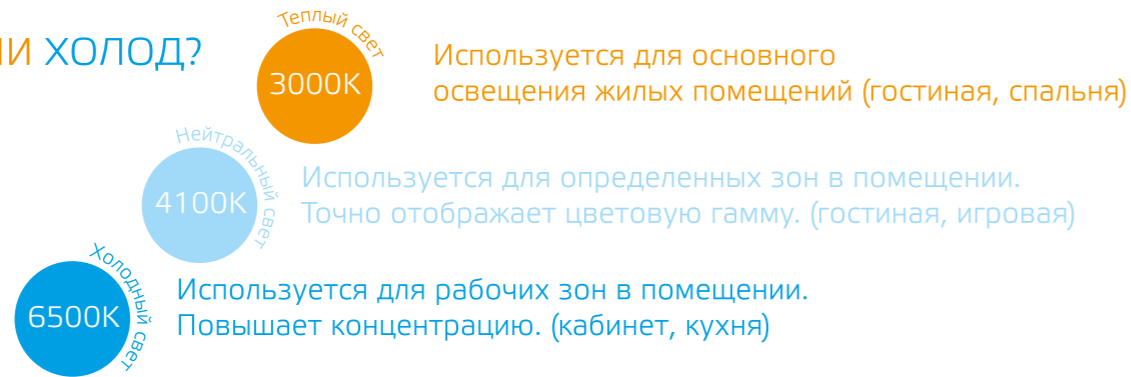 ИЛИ ХОЛОД?
Теплый свет
3000К
Используется для основного
освещения жилых помещений (гостиная, спальня)
Нейтральный свет
4100К
Используется для определенных зон в помещении.
Точно отображает цветовую гамму. (гостиная, игровая)
Холодный свет
6500К
Используется для рабочих зон в помещении.
Повышает концентрацию. (кабинет, кухня)